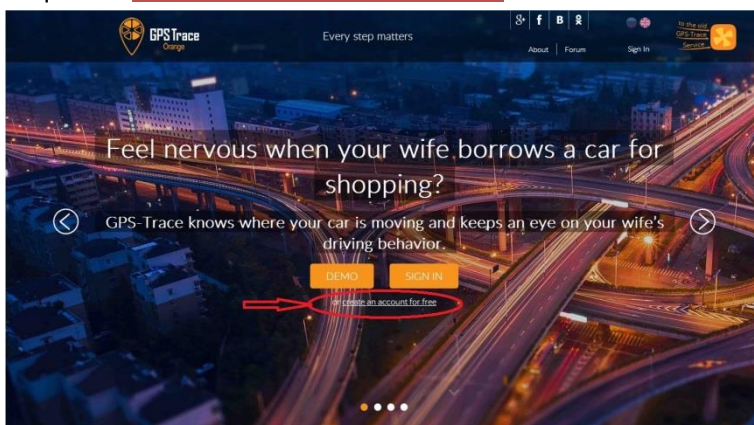 GPS Trace
Orange
Every step matters
8+ f B
About Forum
Sign In
to the old
GPS-Trace
Service
Feel nervous when your wife borrows a car for
shopping?
GPS-Trace knows where your car is moving and keeps an eye on your wife's
driving behavior.
DEMO SIGN IN
or create an account for free